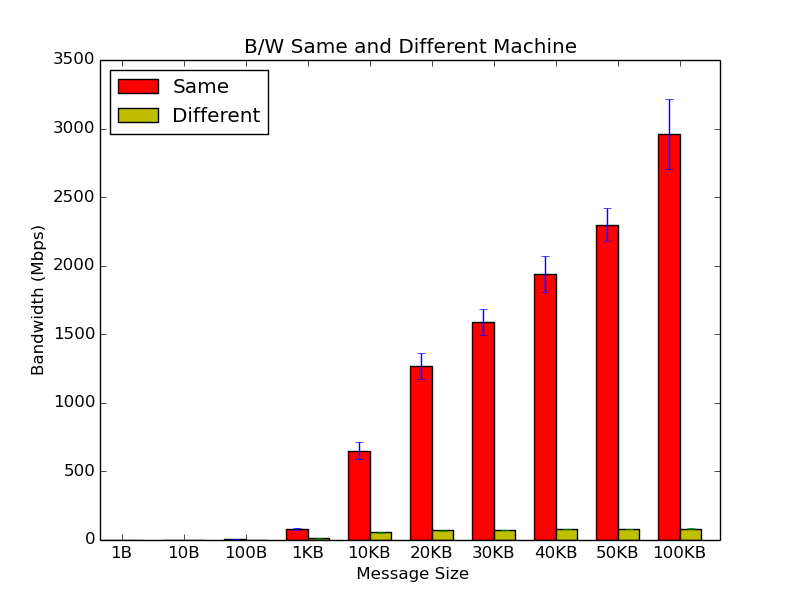 B/W Same and Different Machine
3500
3000
2500
2000
1500
1000
500
0
Same
Different
Bandwidth (Mbps)
1B 10B 100B 1KB 10KB 20KB 30KB 40KB 50KB 100KB
Message Size